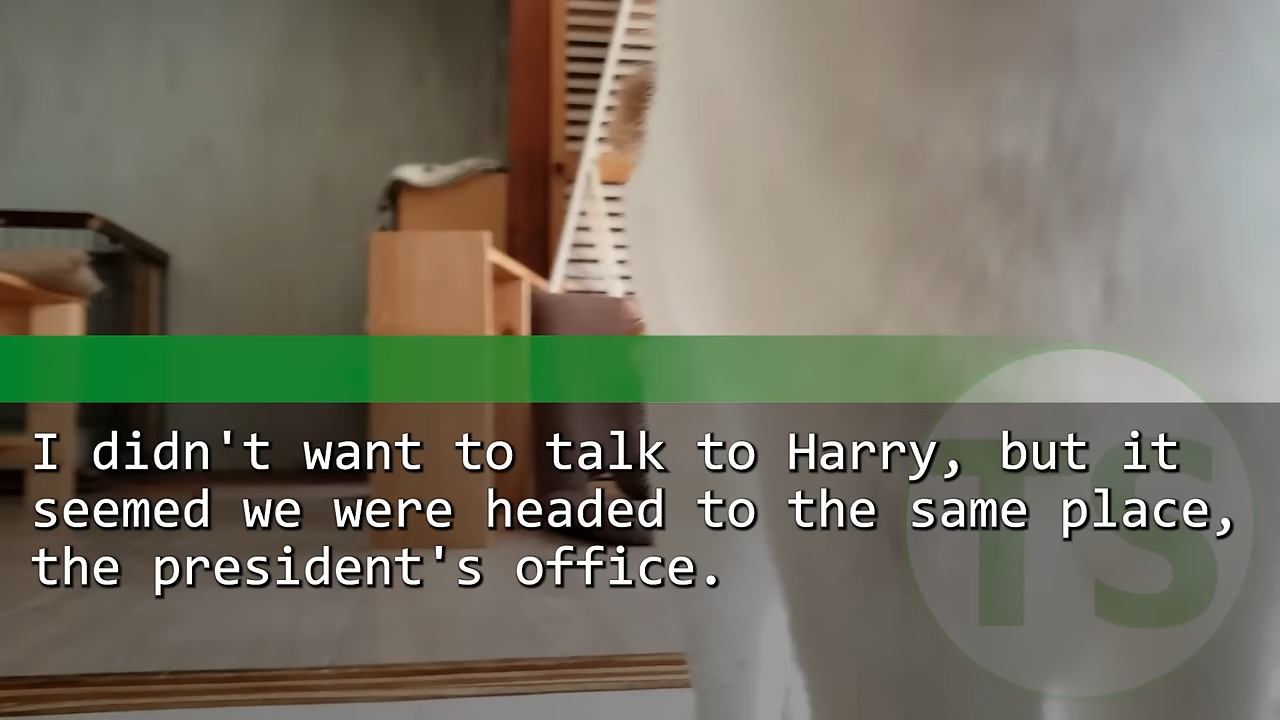 I didn't want to talk to Harry, but it
seemed we were headed to the same place,
the president's office.
TS